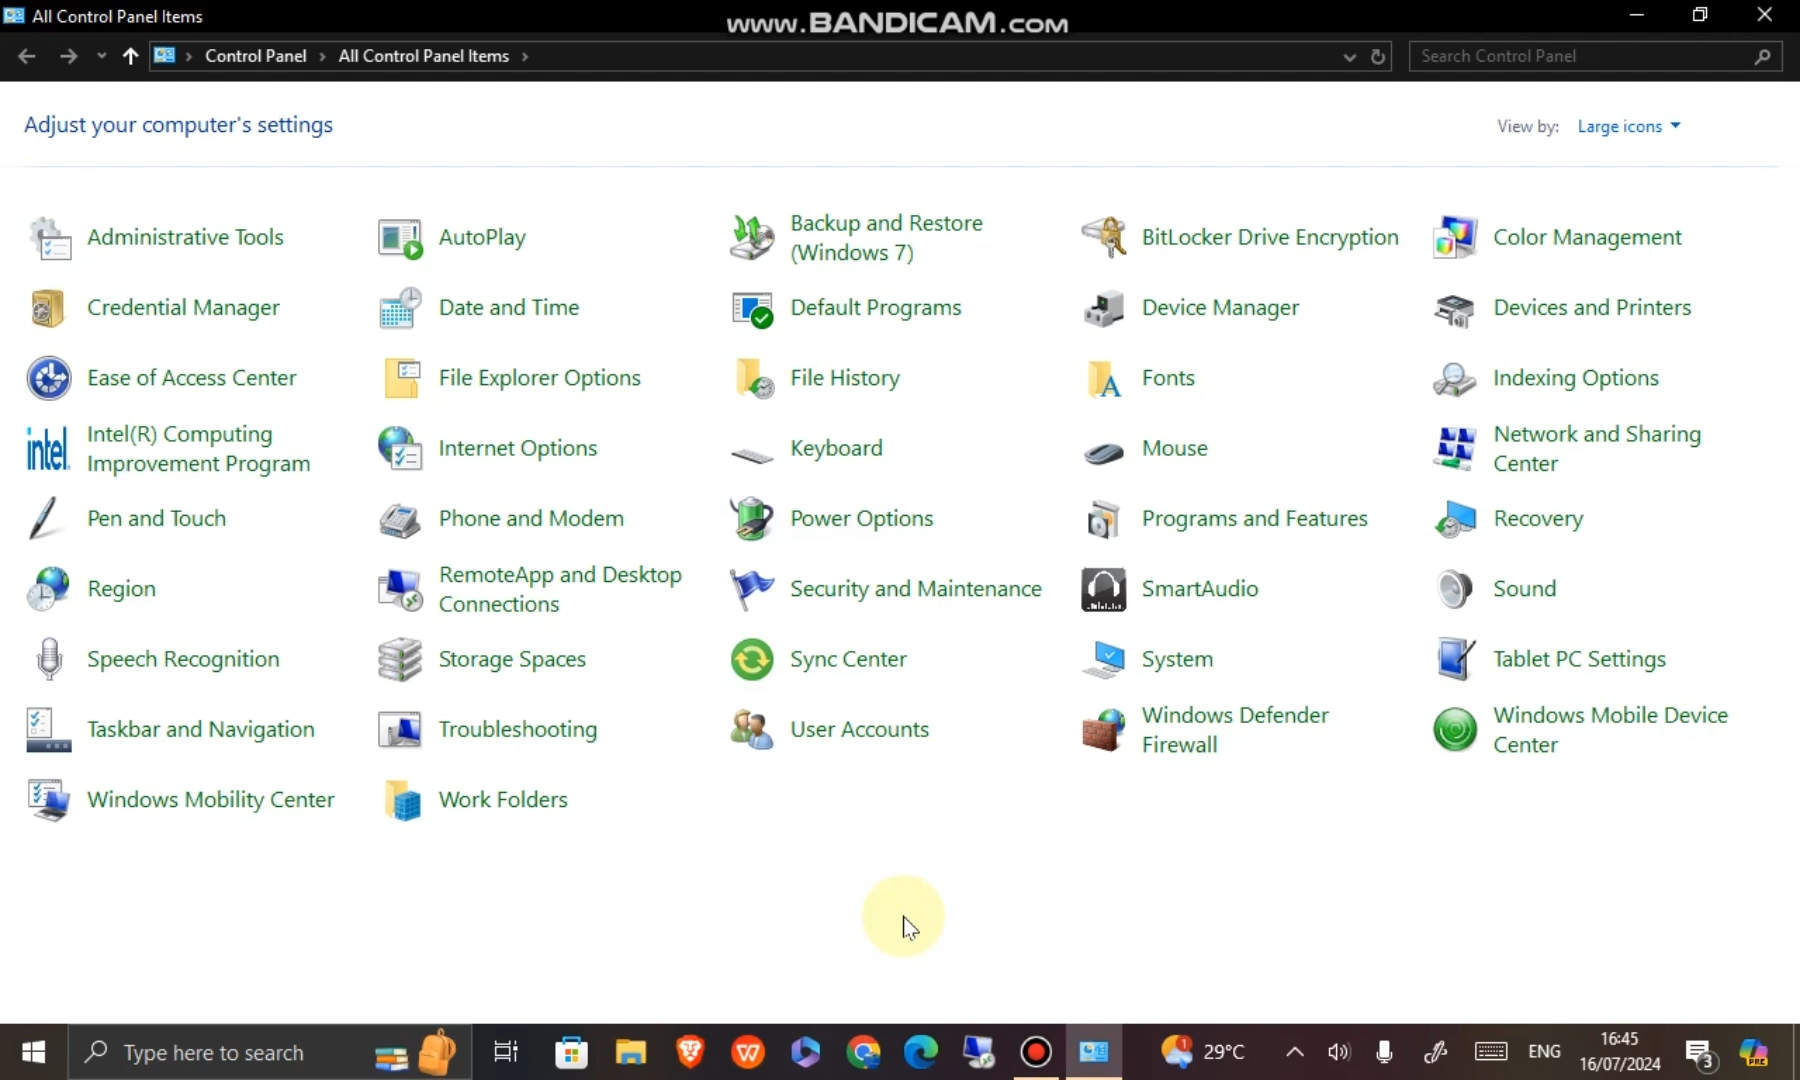 All Control Panel Items
www.BANDICAM.com
Control Panel
All Control Panel Items
Search Control Panel
Adjust your computer's settings
View by:
Large icons
Administrative Tools
AutoPlay
Backup and Restore
(Windows 7)
BitLocker Drive Encryption
Color Management
Credential Manager
Date and Time
Default Programs
Device Manager
Devices and Printers
Ease of Access Center
File Explorer Options
File History
Fonts
Indexing Options
intel.
Intel(R) Computing
Improvement Program
Internet Options
Keyboard
Mouse
Network and Sharing
Center
Pen and Touch
Phone and Modem
Power Options
Programs and Features
Recovery
Region
RemoteApp and Desktop
Connections
Security and Maintenance
SmartAudio
Sound
Speech Recognition
Storage Spaces
Sync Center
System
Tablet PC Settings
Taskbar and Navigation
Troubleshooting
User Accounts
Windows Defender
Firewall
Windows Mobile Device
Center
Windows Mobility Center
Work Folders
Type here to search
1
29°C
ENG
16:45
16/07/2024
3
PRE